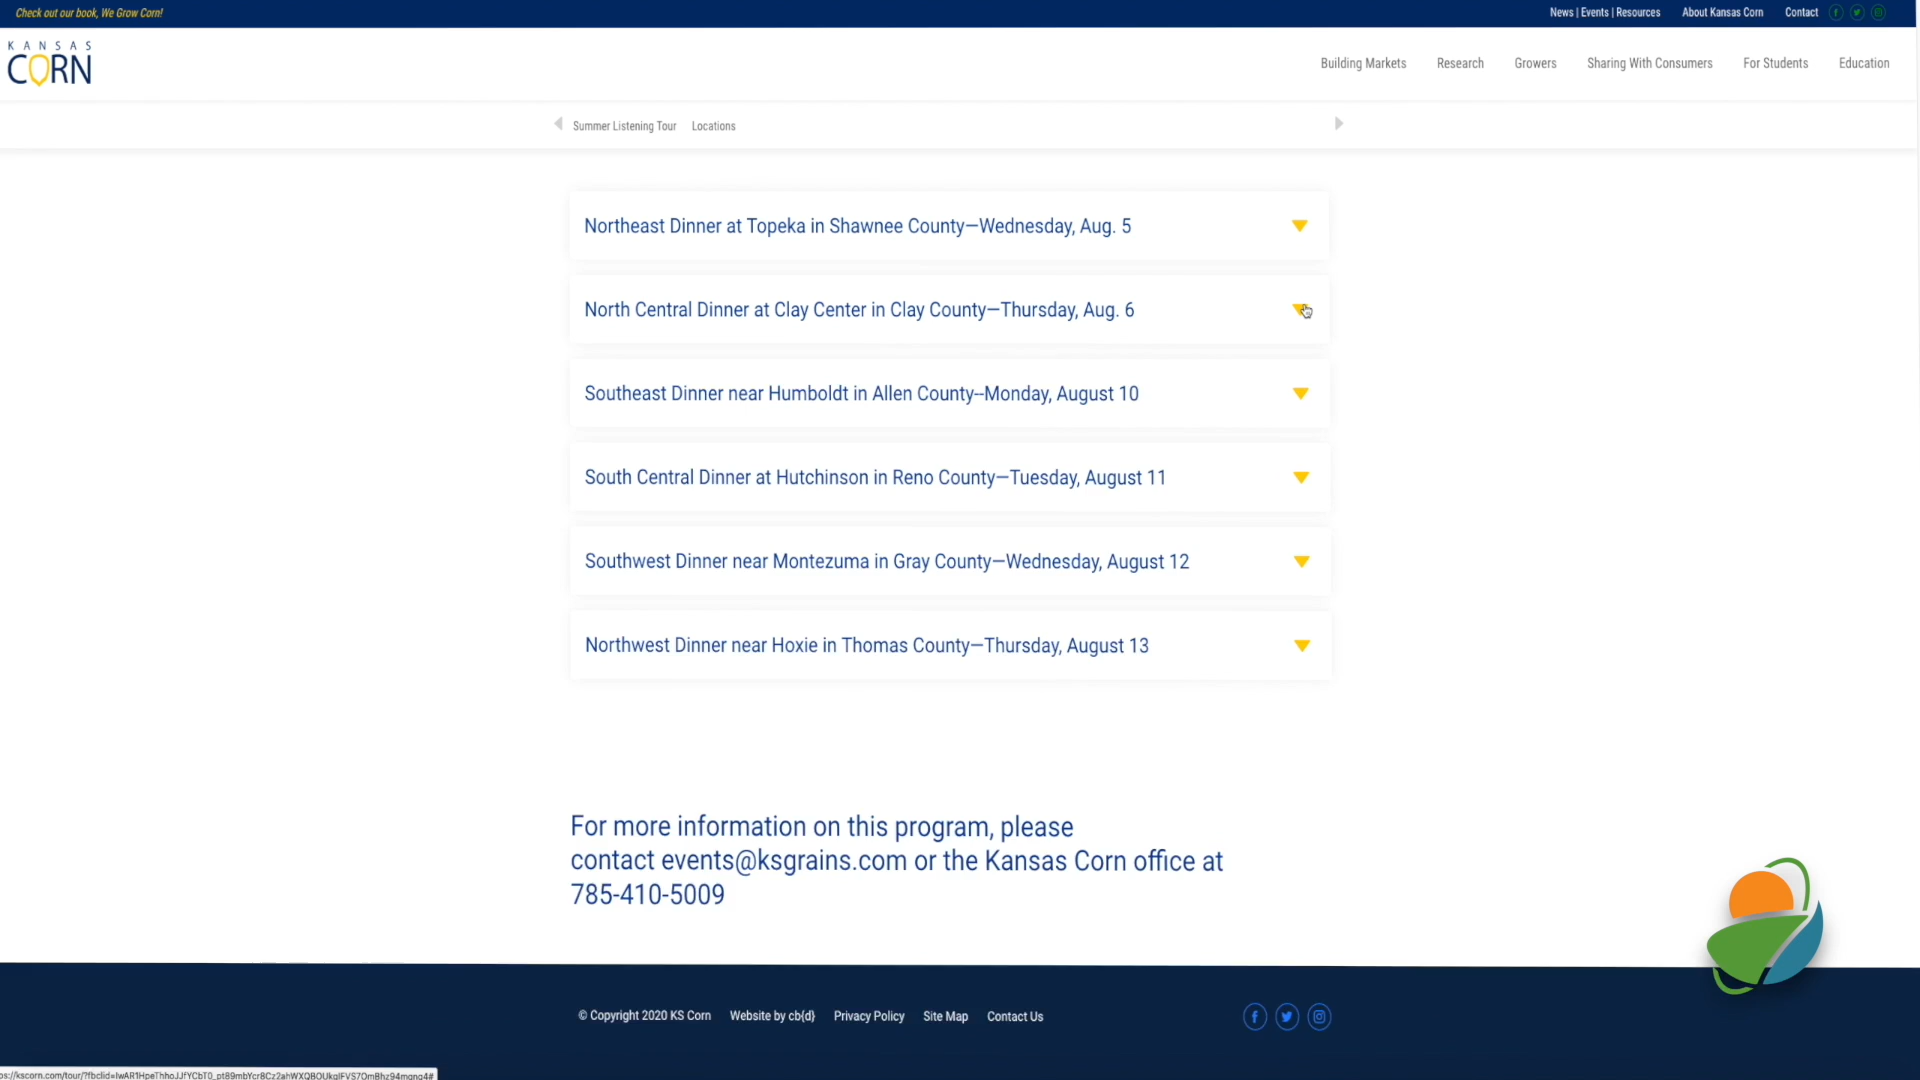 Check out our book, We Grow Corn!
News | Events | Resources About Kansas Corn Contact
KANSAS
CORN
Building Markets Research Growers Sharing With Consumers For Students Education
Summer Listening Tour Locations
Northeast Dinner at Topeka in Shawnee County—Wednesday, Aug. 5
North Central Dinner at Clay Center in Clay County—Thursday, Aug. 6
Southeast Dinner near Humboldt in Allen County--Monday, August 10
South Central Dinner at Hutchinson in Reno County—Tuesday, August 11
Southwest Dinner near Montezuma in Gray County—Wednesday, August 12
Northwest Dinner near Hoxie in Thomas County—Thursday, August 13
For more information on this program, please
contact events@ksgrains.com or the Kansas Corn office at
785-410-5009
© Copyright 2020 KS Corn Website by cb{d} Privacy Policy Site Map Contact Us